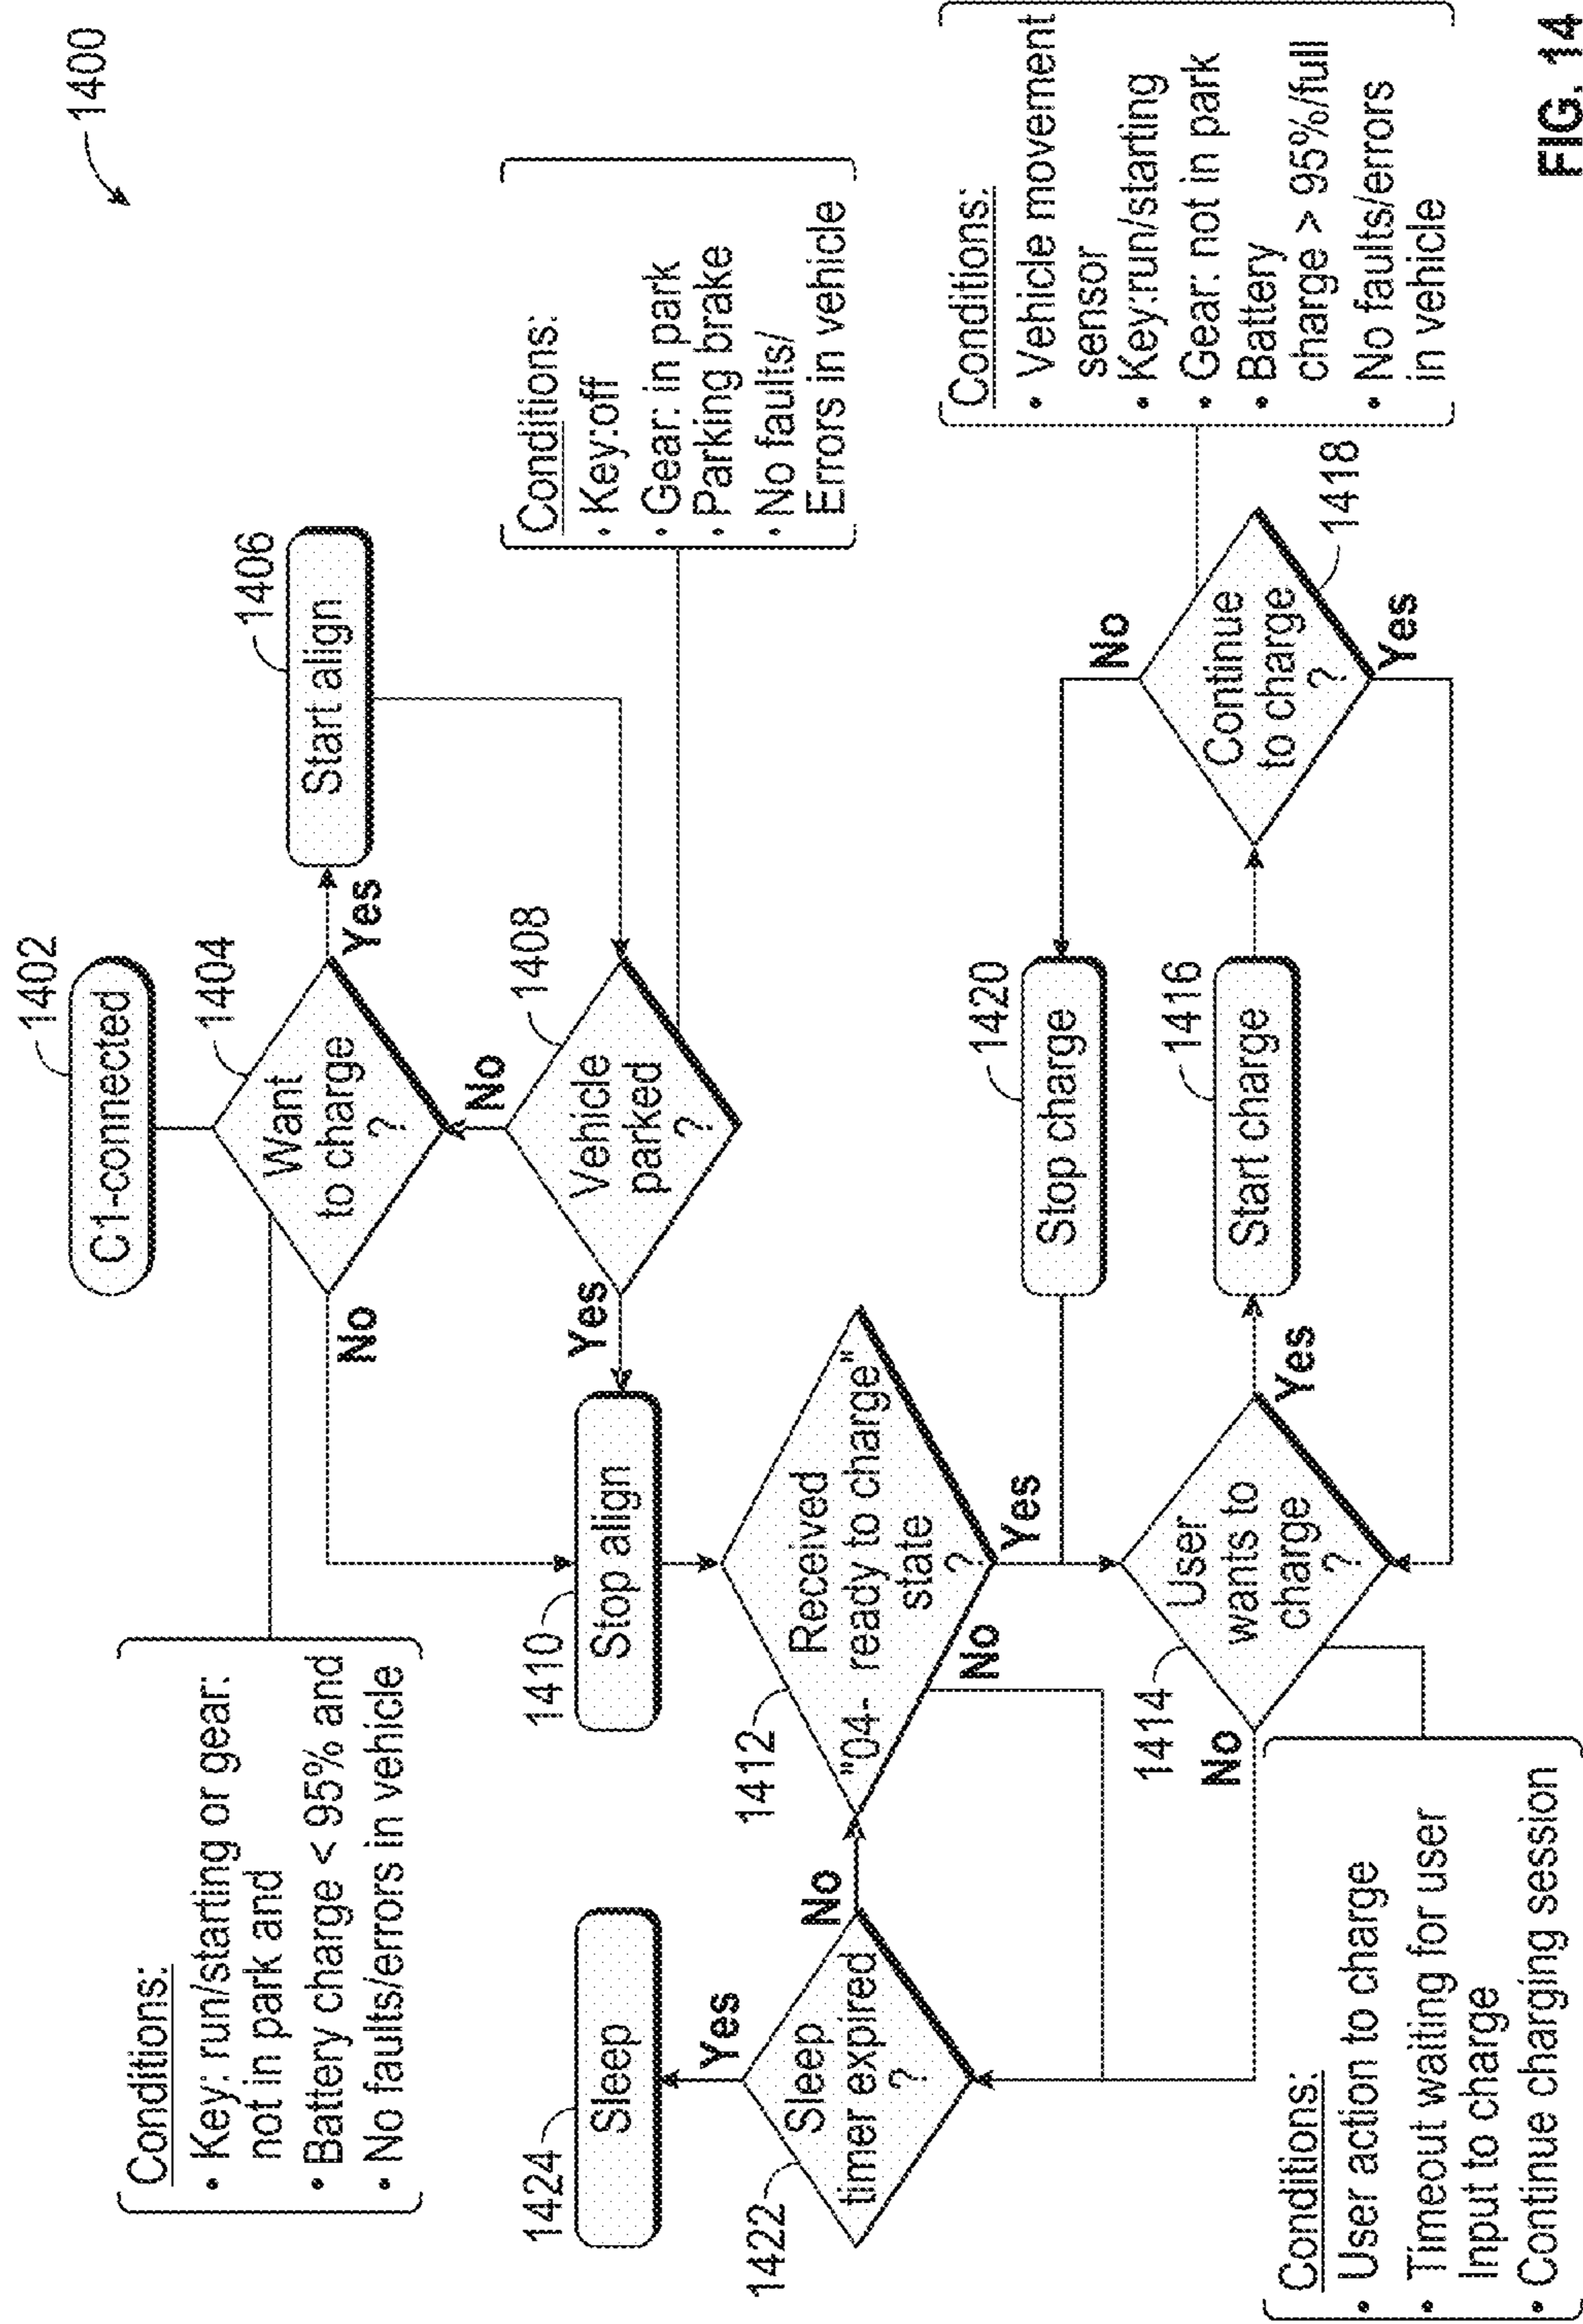 1400
1402
C1-connected
Conditions:
• Key: run/starting or gear:
not in park and
• Battery charge < 95% and
• No faults/errors in vehicle
1404
Want
to charge
?
No
Yes
1406
Start align
No
1408
Vehicle
parked
?
Yes
Conditions:
• Key:off
• Gear: in park
• Parking brake
• No faults/
Errors in vehicle
1410
Stop align
1424
Sleep
Yes
1422
Sleep
timer expired
?
No
1412
Received
"04- ready to charge"
state
?
No
Yes
1420
Stop charge
No
1414
User
wants to
charge
?
No
Yes
1416
Start charge
Continue
to charge
?
1418
Yes
Conditions:
• Vehicle movement
sensor
• Key:run/starting
• Gear: not in park
• Battery
charge > 95%/full
• No faults/errors
in vehicle
Conditions:
• User action to charge
• Timeout waiting for user
Input to charge
• Continue charging session
FIG. 14